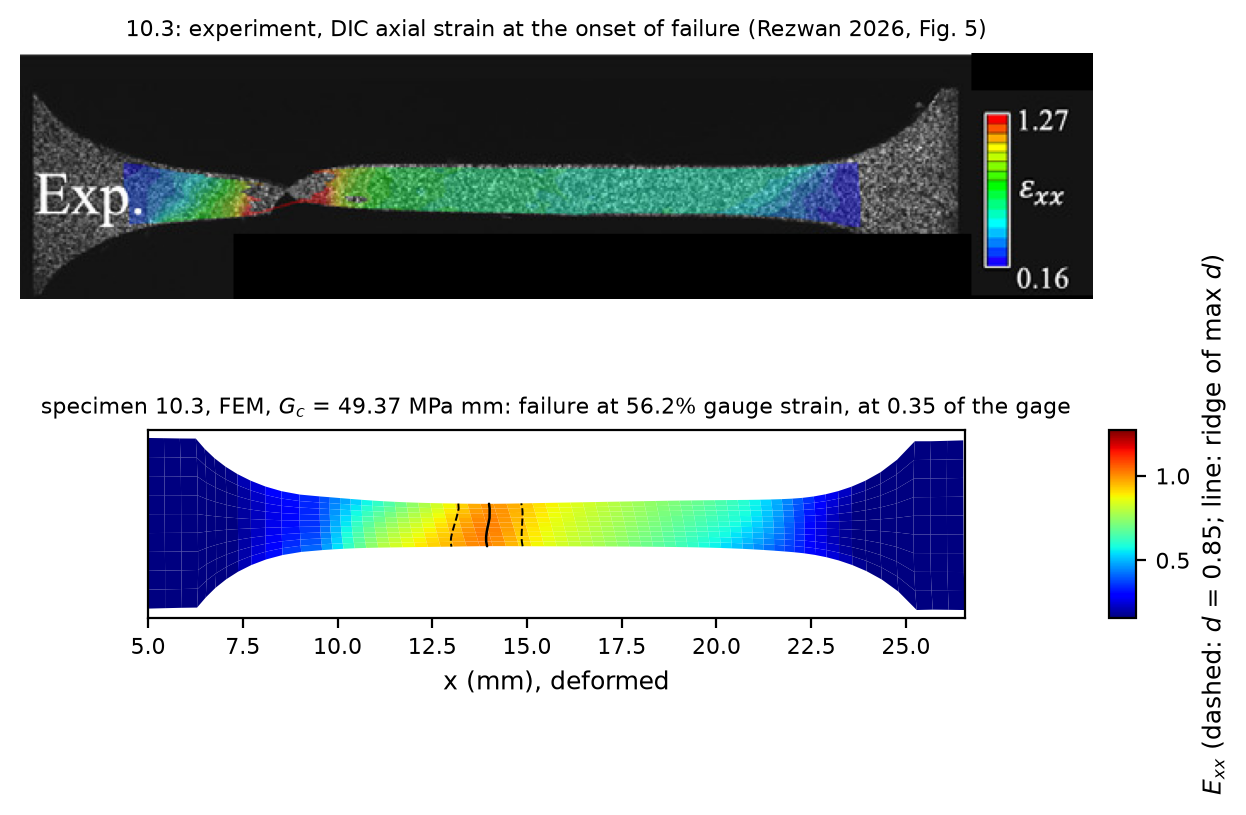 10.3: experiment, DIC axial strain at the onset of failure (Rezwan 2026, Fig. 5)
Exp.
1.27
εxx
0.16
specimen 10.3, FEM, Gc = 49.37 MPa mm: failure at 56.2% gauge strain, at 0.35 of the gage
1.0
0.5
5.0 7.5 10.0 12.5 15.0 17.5 20.0 22.5 25.0
x (mm), deformed
Exx (dashed: d = 0.85; line: ridge of max d)